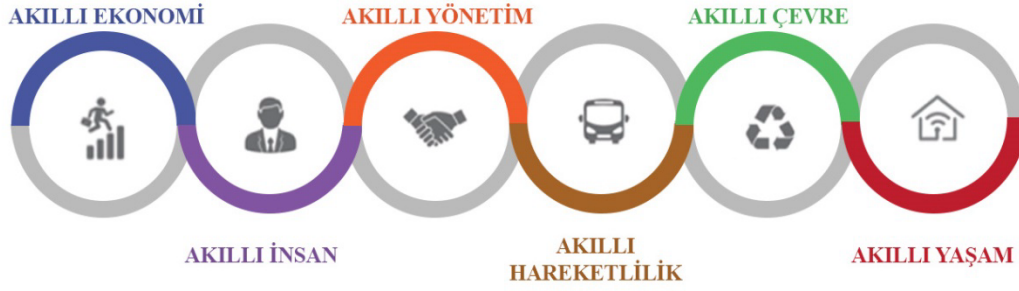 AKILLI EKONOMİ
AKILLI YÖNETİM
AKILLI ÇEVRE
AKILLI İNSAN
AKILLI
HAREKETLİLİK
AKILLI YAŞAM